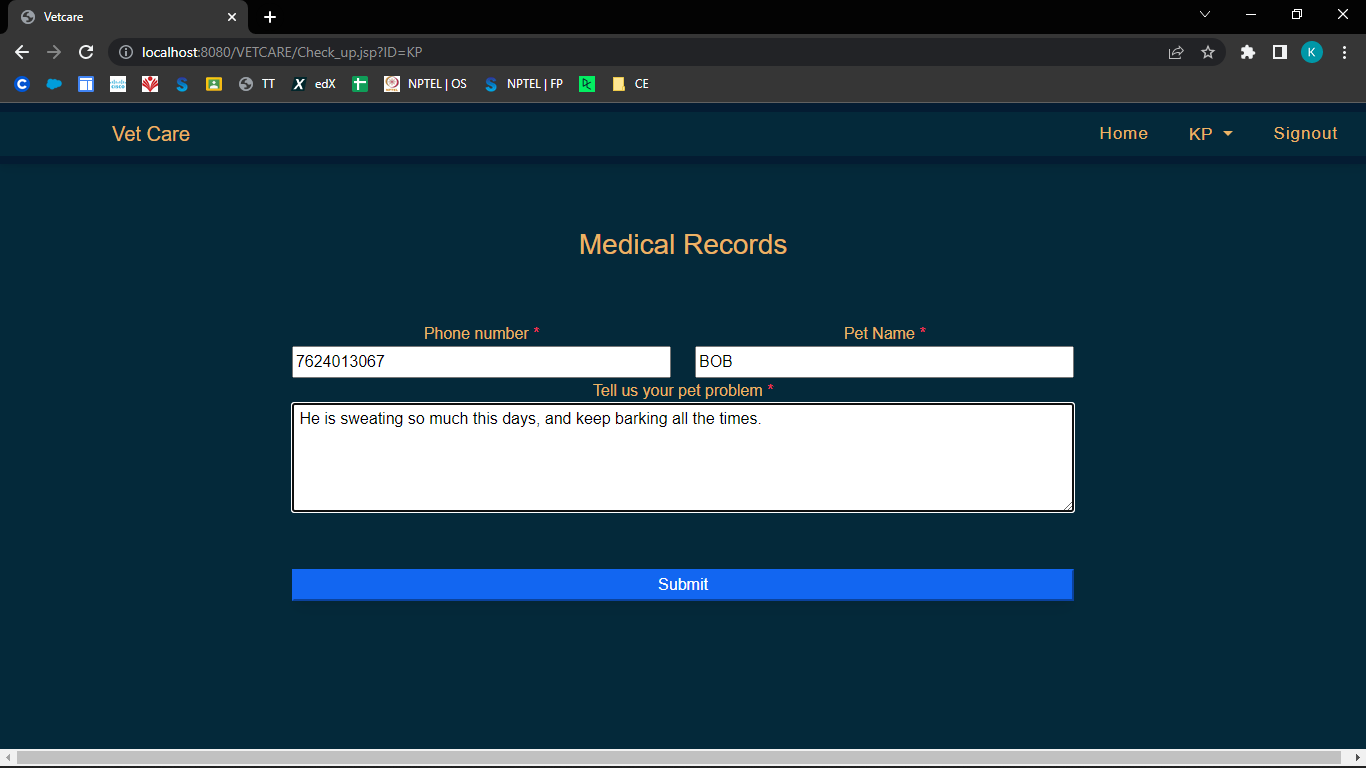 Vetcare
localhost:8080/VETCARE/Check_up.jsp?ID=KP
K
TT edX NPTEL | OS NPTEL | FP CE
Vet Care Home KP Signout
Medical Records
Phone number * Pet Name *
7624013067 BOB
Tell us your pet problem *
He is sweating so much this days, and keep barking all the times.
Submit